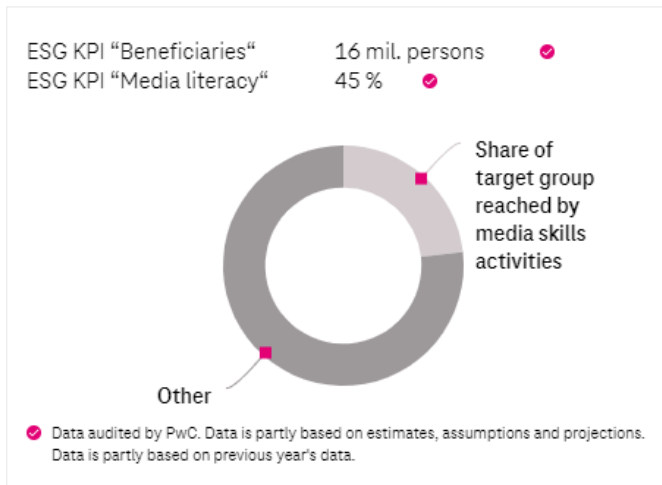 ESG KPI “Beneficiaries“ 16 mil. persons
ESG KPI “Media literacy“ 45 %
Share of
target group
reached by
media skills
activities
Other
Data audited by PwC. Data is partly based on estimates, assumptions and projections.
Data is partly based on previous year's data.